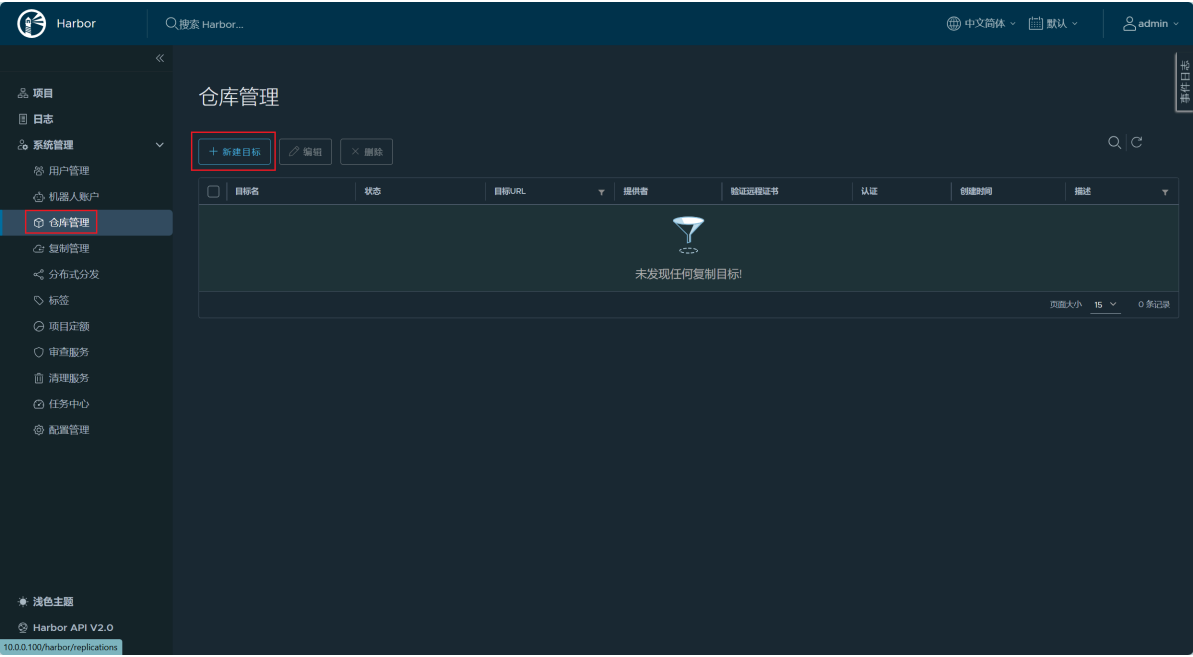 Harbor
搜索 Harbor...
中文简体
默认
admin
事件日志
项目
日志
系统管理
用户管理
机器人账户
仓库管理
复制管理
分布式分发
标签
项目定额
审查服务
清理服务
任务中心
配置管理
浅色主题
Harbor API V2.0
10.0.0.100/harbor/replications
仓库管理
+ 新建目标 编辑 × 删除
目标名 状态 目标URL 提供者 验证远程证书 认证 创建时间 描述
未发现任何复制目标!
页面大小 15 0 条记录